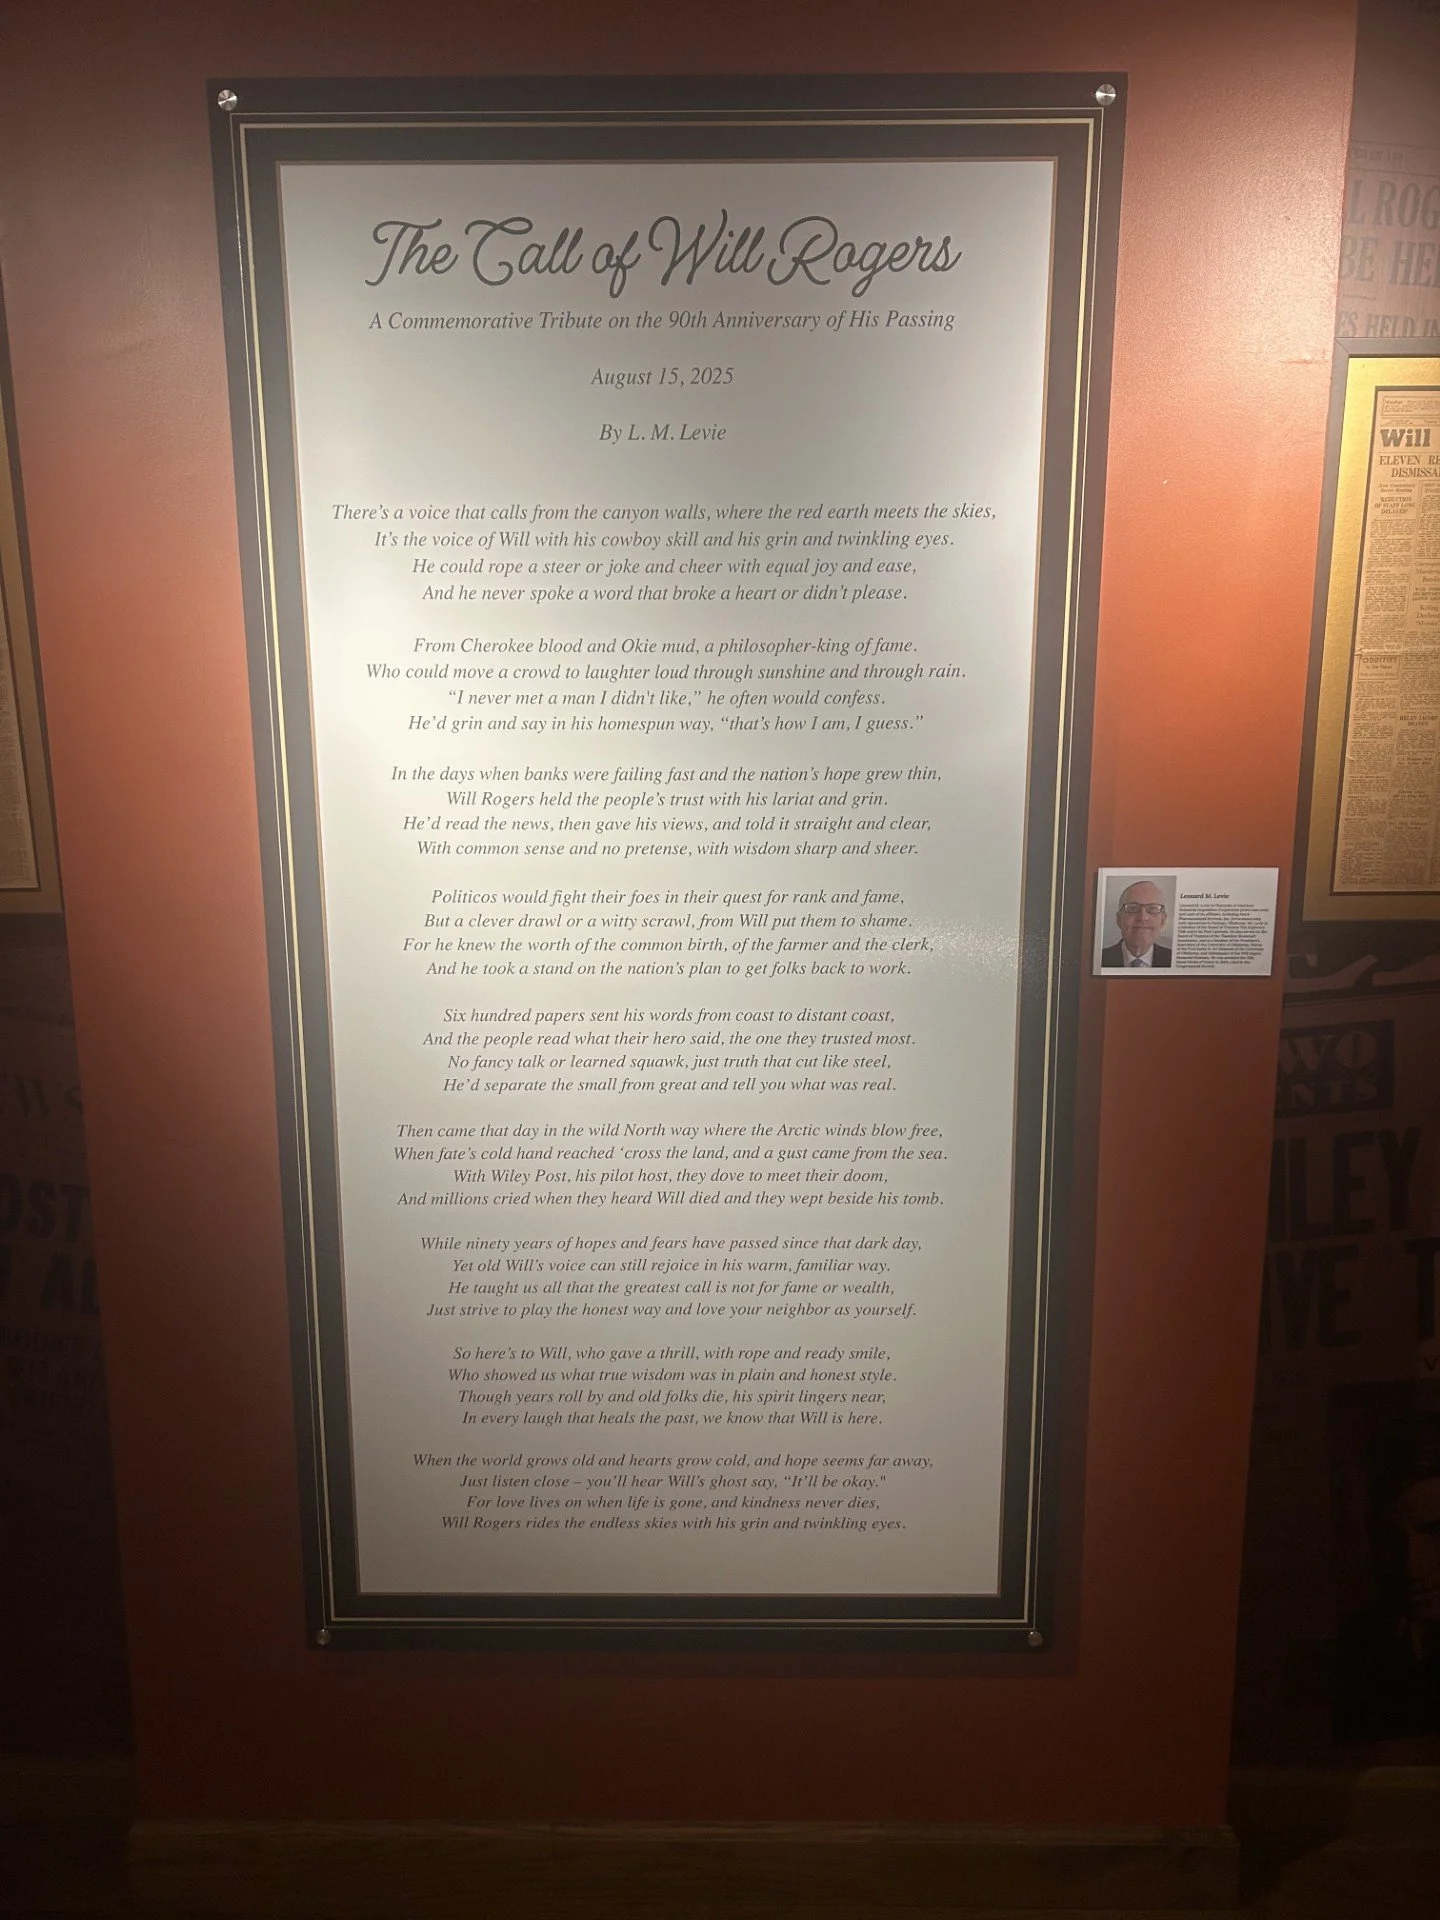 The Call of Will Rogers
A Commemorative Tribute on the 90th Anniversary of His Passing
August 15, 2025
By L. M. Levie
There's a voice that calls from the canyon walls, where the red earth meets the skies,
It's the voice of Will with his cowboy skill and his grin and twinkling eyes.
He could rope a steer or joke and cheer with equal joy and ease,
And he never spoke a word that broke a heart or didn't please.
From Cherokee blood and Okie mud, a philosopher-king of fame.
Who could move a crowd to laughter loud through sunshine and through rain.
“I never met a man I didn't like,” he often would confess.
He'd grin and say in his homespun way, “that's how I am, I guess.”
In the days when banks were failing fast and the nation's hope grew thin,
Will Rogers held the people's trust with his lariat and grin.
He'd read the news, then gave his views, and told it straight and clear,
With common sense and no pretense, with wisdom sharp and sheer.
Politicos would fight their foes in their quest for rank and fame,
But a clever drawl or a witty scrawl, from Will put them to shame.
For he knew the worth of the common birth, of the farmer and the clerk,
And he took a stand on the nation's plan to get folks back to work.
Six hundred papers sent his words from coast to distant coast,
And the people read what their hero said, the one they trusted most.
No fancy talk or learned squawk, just truth that cut like steel,
He'd separate the small from great and tell you what was real.
Then came that day in the wild North way where the Arctic winds blow free,
When fate's cold hand reached ‘cross the land, and a gust came from the sea.
With Wiley Post, his pilot host, they dove to meet their doom,
And millions cried when they heard Will died and they wept beside his tomb.
While ninety years of hopes and fears have passed since that dark day,
Yet old Will's voice can still rejoice in his warm, familiar way.
He taught us all that the greatest call is not for fame or wealth,
Just strive to play the honest way and love your neighbor as yourself.
So here's to Will, who gave a thrill, with rope and ready smile,
Who showed us what true wisdom was in plain and honest style.
Though years roll by and old folks die, his spirit lingers near,
In every laugh that heals the past, we know that Will is here.
When the world grows old and hearts grow cold, and hope seems far away,
Just listen close – you'll hear Will's ghost say, “It'll be okay."
For love lives on when life is gone, and kindness never dies,
Will Rogers rides the endless skies with his grin and twinkling eyes.
Leonard M. Levie
Will
ELEVEN
DISMISSA